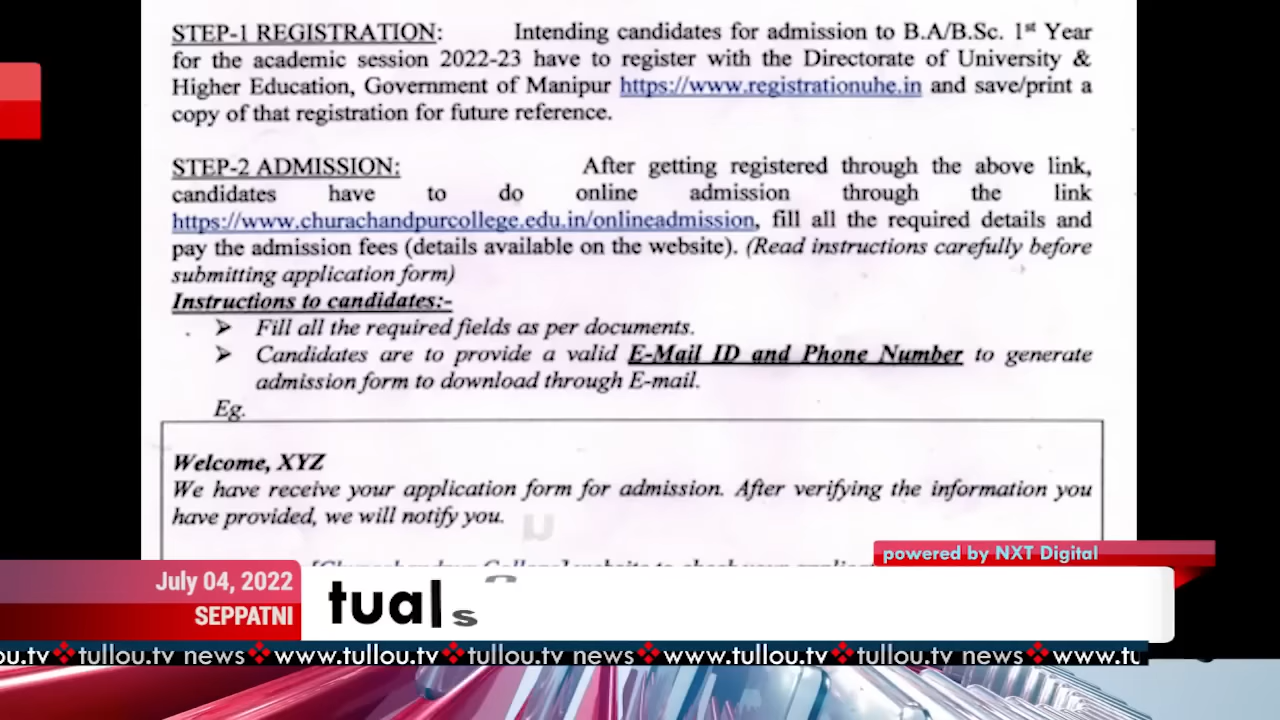 STEP-1 REGISTRATION: Intending candidates for admission to B.A/B.Sc. 1st Year
for the academic session 2022-23 have to register with the Directorate of University &
Higher Education, Government of Manipur https://www.registrationuhe.in and save/print a
copy of that registration for future reference.
STEP-2 ADMISSION: After getting registered through the above link,
candidates have to do online admission through the link
https://www.churachandpurcollege.edu.in/onlineadmission, fill all the required details and
pay the admission fees (details available on the website). (Read instructions carefully before
submitting application form)
Instructions to candidates:-
➤ Fill all the required fields as per documents.
➤ Candidates are to provide a valid E-Mail ID and Phone Number to generate
admission form to download through E-mail.
Eg.
Welcome, XYZ
We have receive your application form for admission. After verifying the information you
have provided, we will notify you.
powered by NXT Digital
July 04, 2022
SEPPATNI
tual s
ou.tv ❖ tullou.tv news ❖ www.tullou.tv ❖ tullou.tv news ❖ www.tullou.tv ❖ tullou.tv news ❖ www.tu